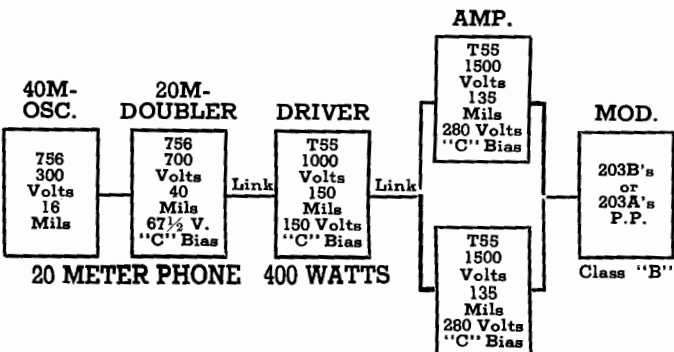 40M-
OSC.
756
300
Volts
16
Mils
20M-
DOUBLER
756
700
Volts
40
Mils
67½ V.
"C" Bias
Link
DRIVER
T55
1000
Volts
150
Mils
150 Volts
"C" Bias
Link
AMP.
T55
1500
Volts
135
Mils
280 Volts
"C" Bias
T55
1500
Volts
135
Mils
280 Volts
"C" Bias
MOD.
203B's
or
203A's
P.P.
Class "B"
20 METER PHONE 400 WATTS